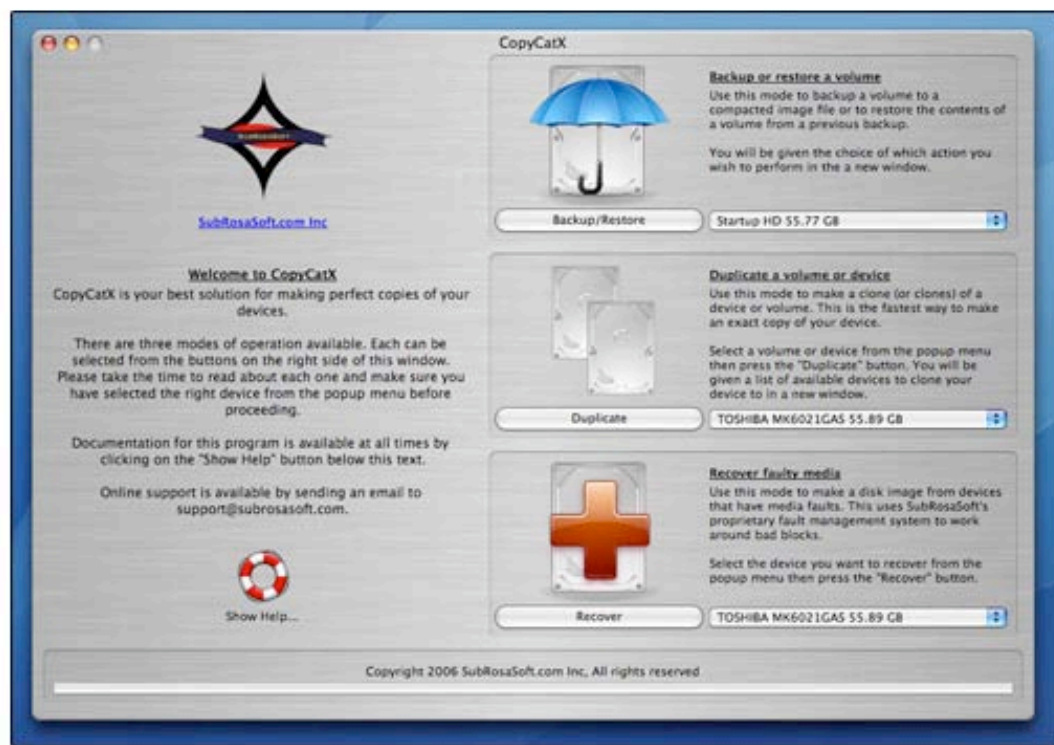 CopyCatX
SubRosaSoft
SubRosaSoft.com Inc
Welcome to CopyCatX
CopyCatX is your best solution for making perfect copies of your
devices.
There are three modes of operation available. Each can be
selected from the buttons on the right side of this window.
Please take the time to read about each one and make sure you
have selected the right device from the popup menu before
proceeding.
Documentation for this program is available at all times by
clicking on the "Show Help" button below this text.
Online support is available by sending an email to
support@subrosasoft.com.
Show Help...
Backup or restore a volume
Use this mode to backup a volume to a
compacted image file or to restore the contents of
a volume from a previous backup.
You will be given the choice of which action you
wish to perform in the a new window.
Backup/Restore
Startup HD 55.77 GB
Duplicate a volume or device
Use this mode to make a clone (or clones) of a
device or volume. This is the fastest way to make
an exact copy of your device.
Select a volume or device from the popup menu
then press the "Duplicate" button. You will be
given a list of available devices to clone your
device to in a new window.
Duplicate
TOSHIBA MK6021GAS 55.89 GB
Recover faulty media
Use this mode to make a disk image from devices
that have media faults. This uses SubRosaSoft's
proprietary fault management system to work
around bad blocks.
Select the device you want to recover from the
popup menu then press the "Recover" button.
Recover
TOSHIBA MK6021GAS 55.89 GB
Copyright 2006 SubRosaSoft.com Inc, All rights reserved